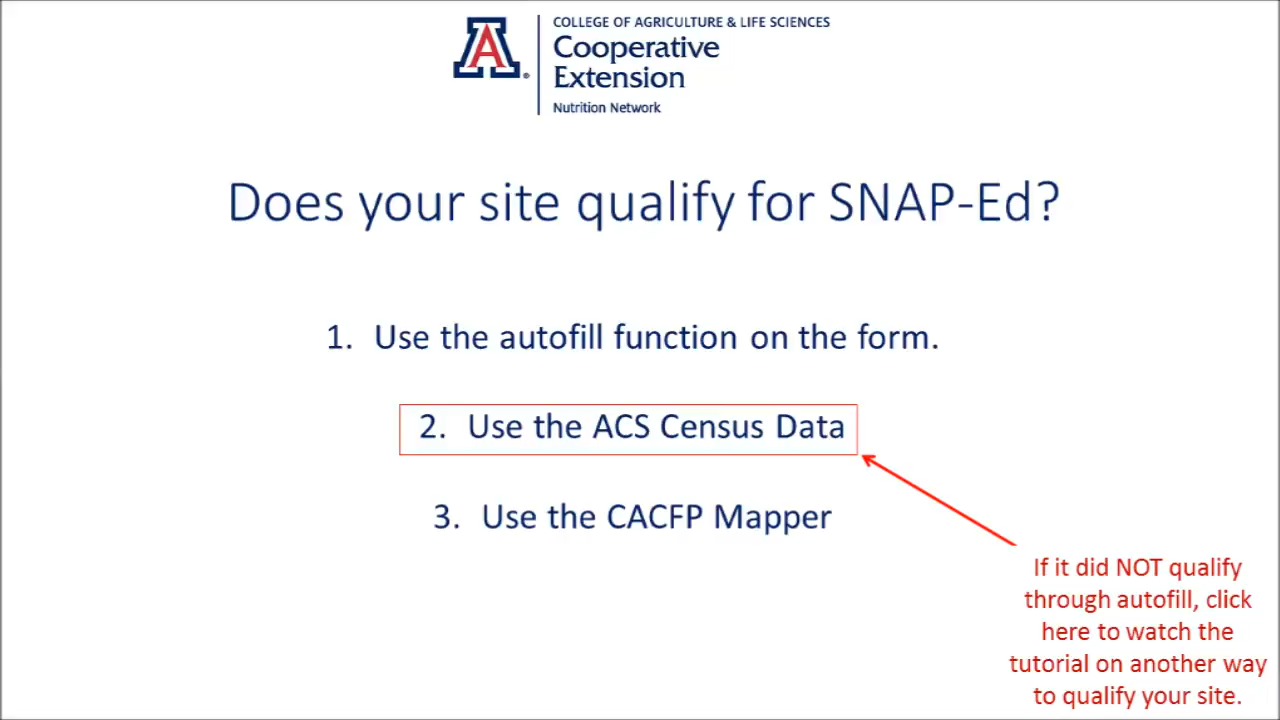 COLLEGE OF AGRICULTURE & LIFE SCIENCES
Cooperative
Extension
Nutrition Network
A
®
Does your site qualify for SNAP-Ed?
1. Use the autofill function on the form.
2. Use the ACS Census Data
3. Use the CACFP Mapper
If it did NOT qualify
through autofill, click
here to watch the
tutorial on another way
to qualify your site.